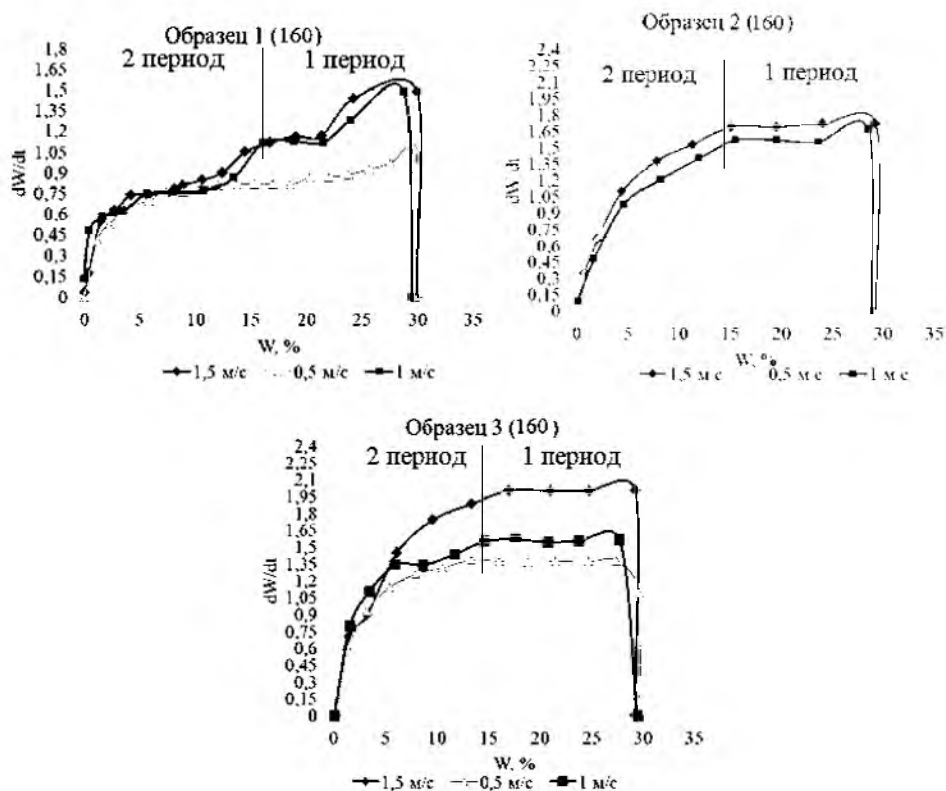 Образец 1 (160)
2 период
1 период
1,8
1,65
1,5
1,35
1,2
1,05
0,9
0,75
0,6
0,45
0,3
0,15
0
dW/dt
0 5 10 15 20 25 30 35
W, %
1,5 м/с 0,5 м/с 1 м/с
Образец 2 (160)
2 период
1 период
2,4
2,25
2,1
1,95
1,8
1,65
1,5
1,35
1,2
1,05
0,9
0,75
0,6
0,45
0,3
0,15
0
dW dt
0 5 10 15 20 25 30 35
W, %
1,5 м с 0,5 м с 1 м с
Образец 3 (160)
2 период
1 период
2,4
2,25
2,1
1,95
1,8
1,65
1,5
1,35
1,2
1,05
0,9
0,75
0,6
0,45
0,3
0,15
0
dW/dt
0 5 10 15 20 25 30 35
W, %
1,5 м/с 0,5 м/с 1 м/с